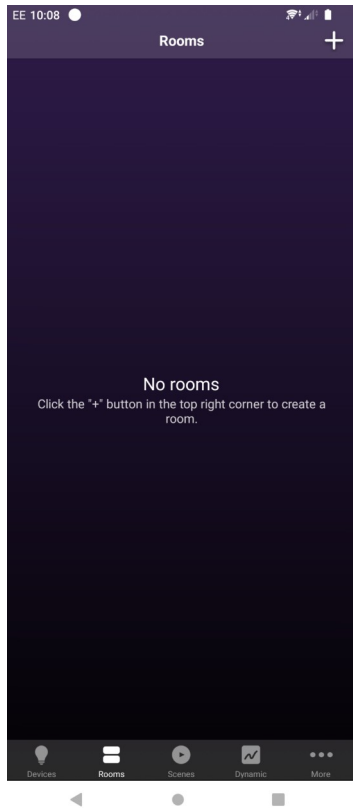 EE 10:08
Rooms
No rooms
Click the "+" button in the top right corner to create a
room.
Devices
Rooms
Scenes
Dynamic
More